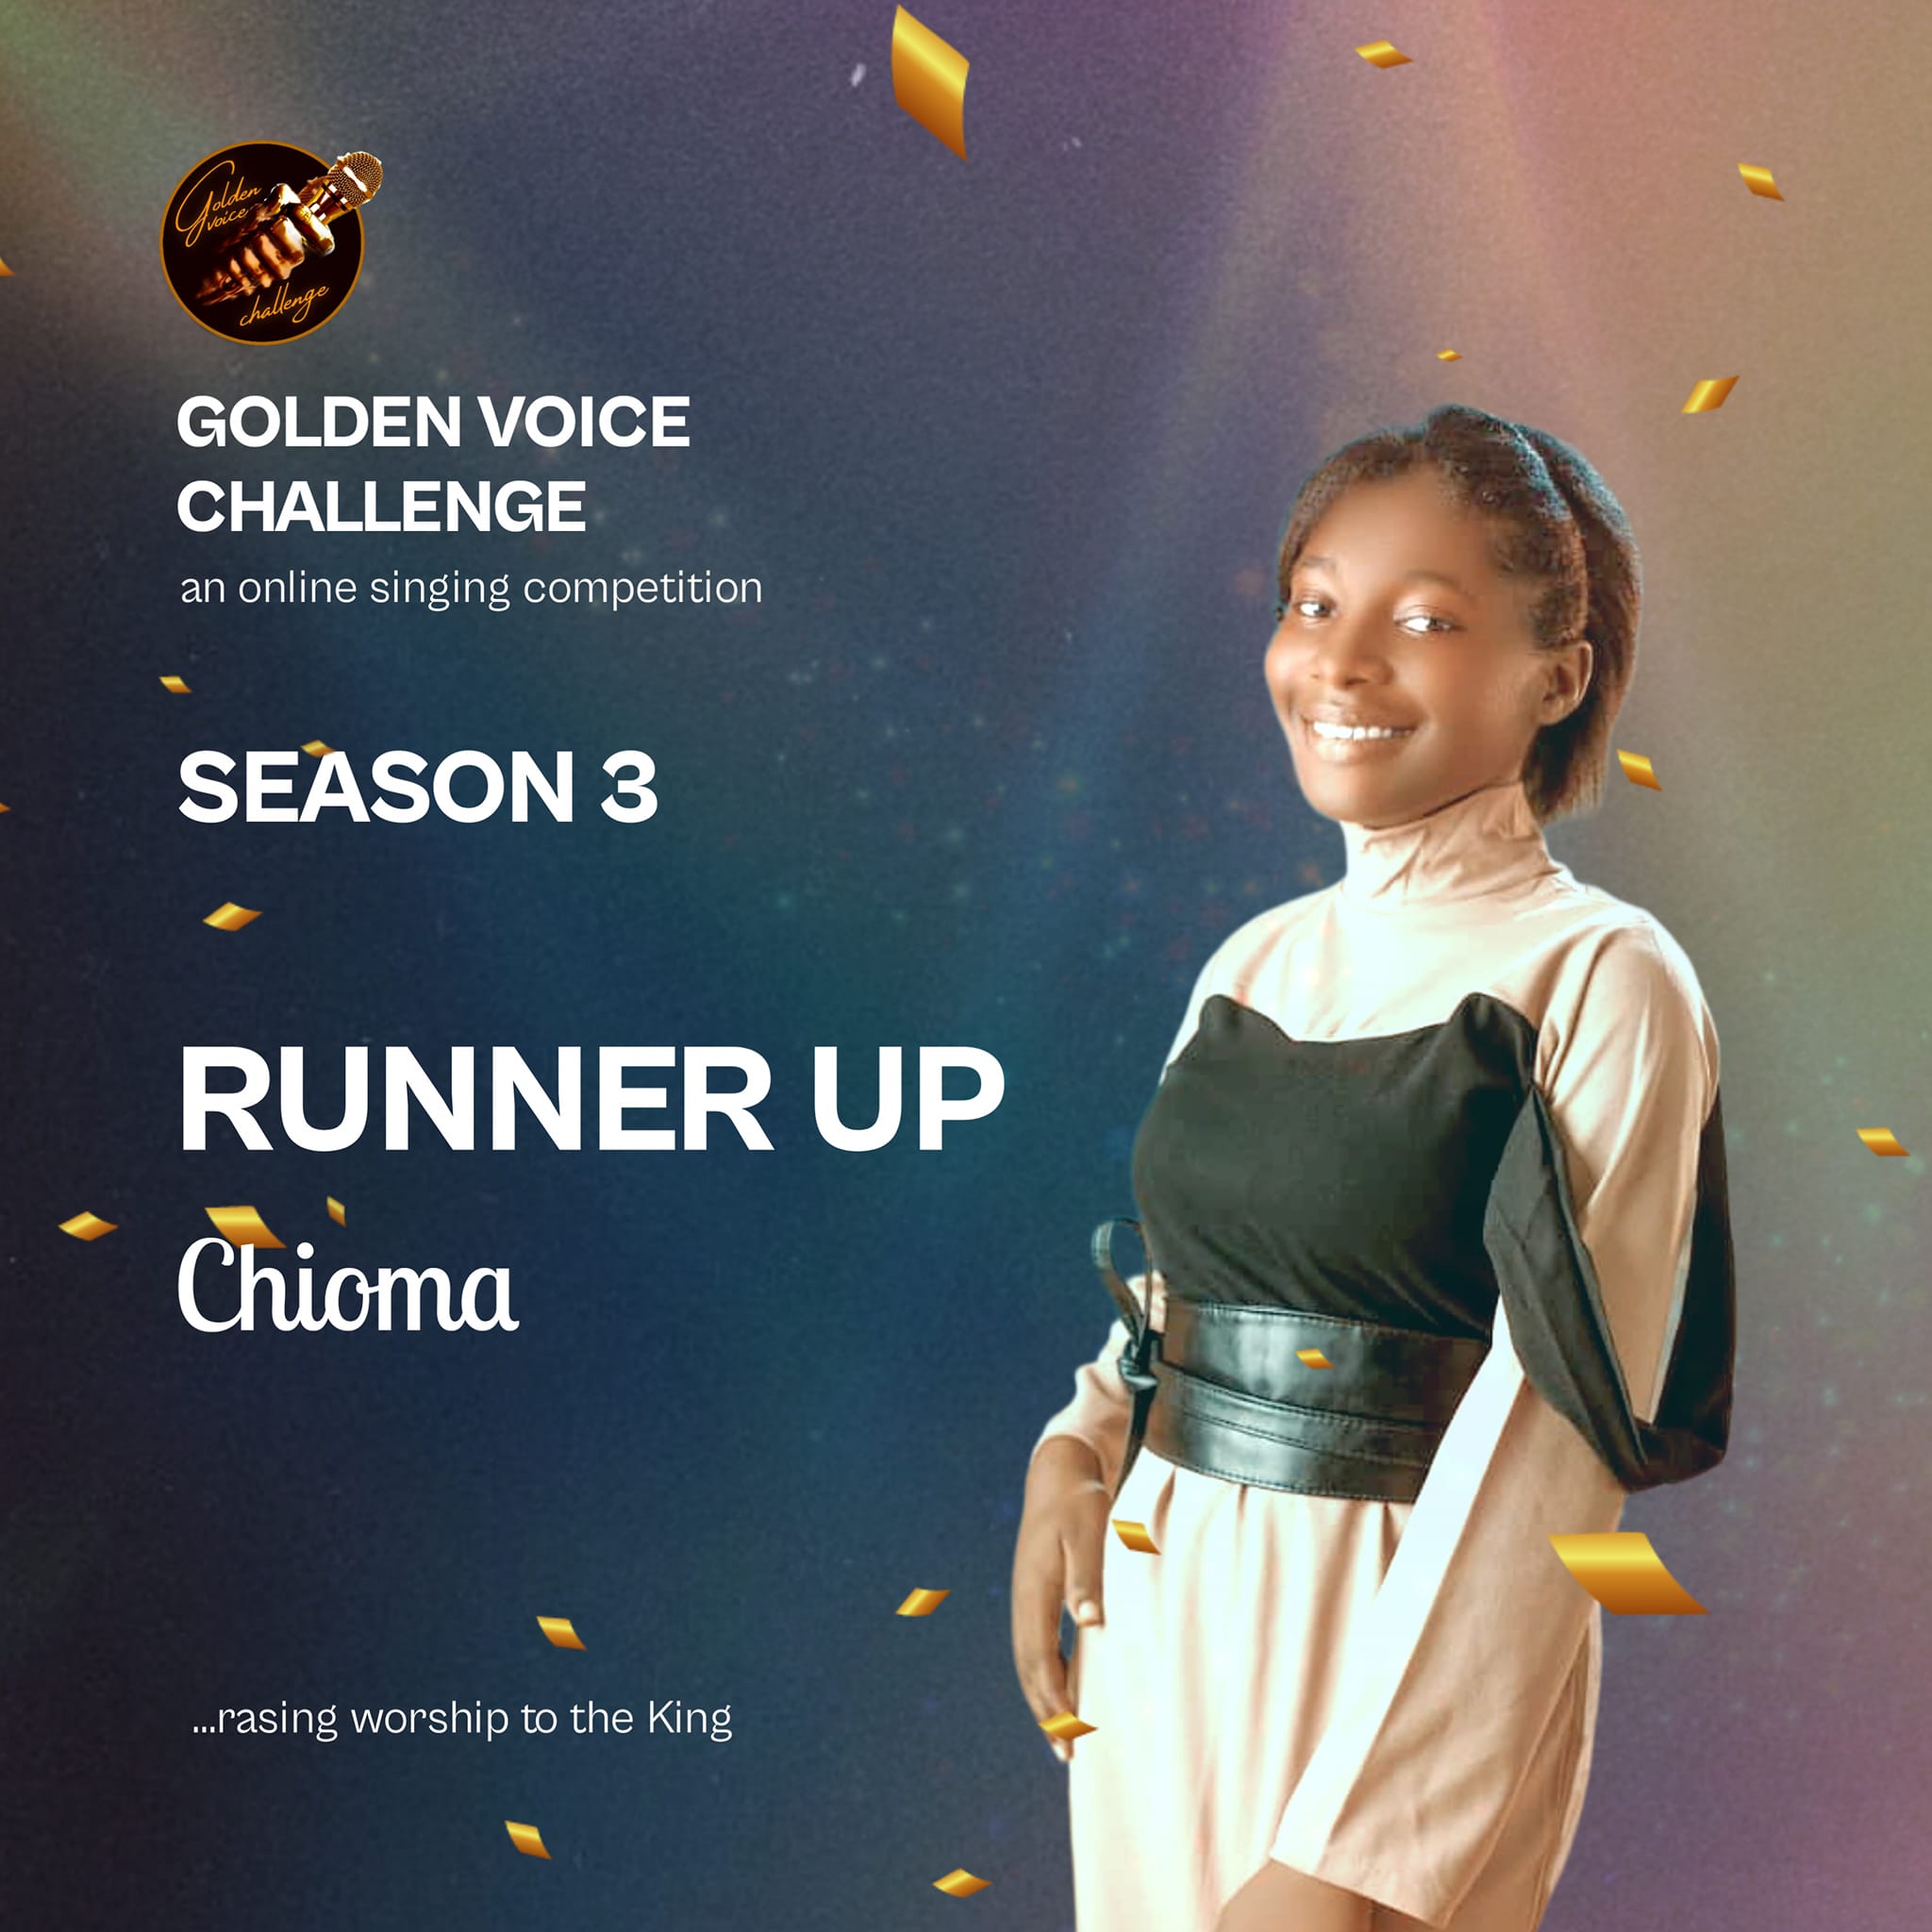 Golden
voice
challenge
GOLDEN VOICE
CHALLENGE
an online singing competition
SEASON 3
RUNNER UP
Chioma
...rasing worship to the King